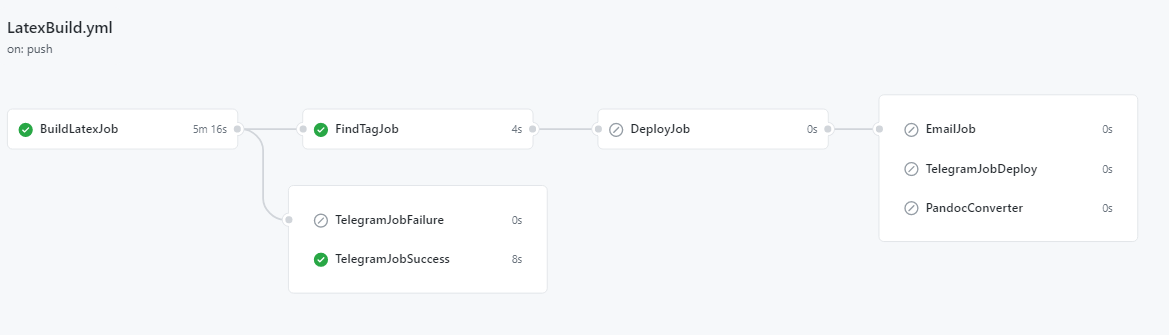 LatexBuild.yml
on: push
BuildLatexJob 5m 16s
FindTagJob 4s
DeployJob 0s
EmailJob 0s
TelegramJobDeploy 0s
PandocConverter 0s
TelegramJobFailure 0s
TelegramJobSuccess 8s